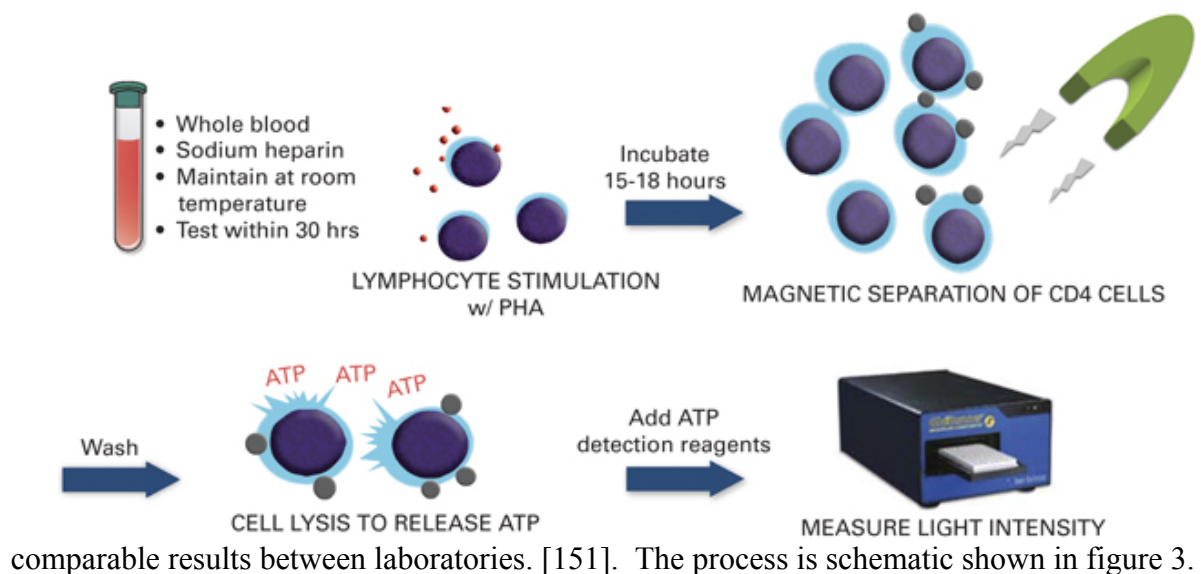 • Whole blood
• Sodium heparin
• Maintain at room
temperature
• Test within 30 hrs
LYMPHOCYTE STIMULATION
w/ PHA
Incubate
15-18 hours
MAGNETIC SEPARATION OF CD4 CELLS
Wash
ATP
ATP
ATP
CELL LYSIS TO RELEASE ATP
Add ATP
detection reagents
MEASURE LIGHT INTENSITY
comparable results between laboratories. [151]. The process is schematic shown in figure 3.